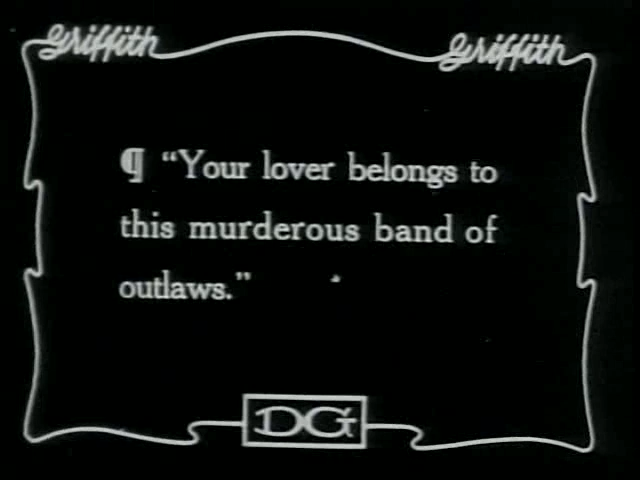 Griffith Griffith
¶ “Your lover belongs to
this murderous band of
outlaws.”
DG